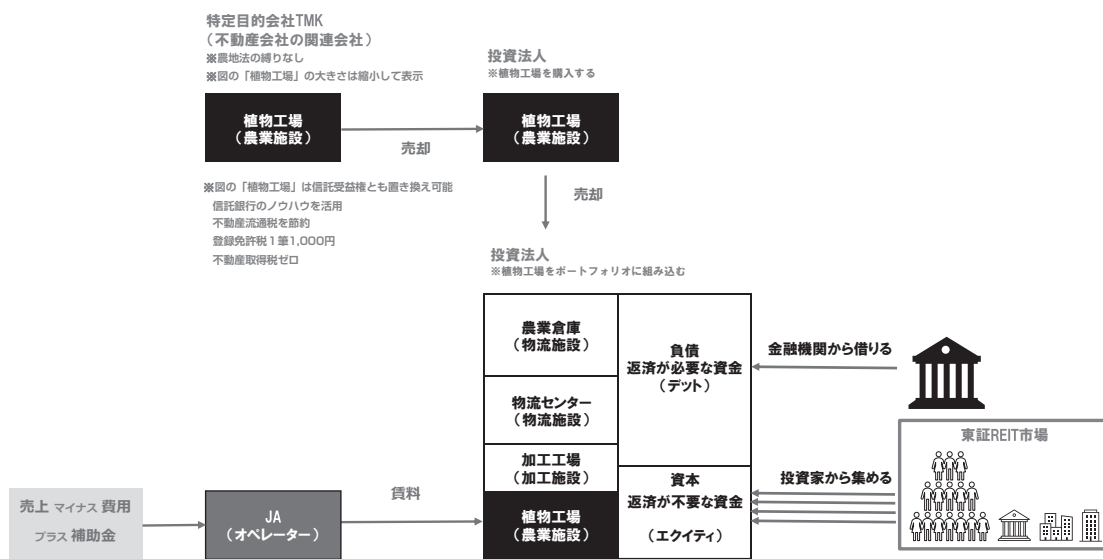 特定目的会社TMK
（不動産会社の関連会社）
※農地法の縛りなし
※図の「植物工場」の大きさは縮小して表示
植物工場
（農業施設）
売却
投資法人
※植物工場を購入する
植物工場
（農業施設）
売却
※図の「植物工場」は信託受益権とも置き換え可能
信託銀行のノウハウを活用
不動産流通税を節約
登録免許税１筆1,000円
不動産取得税ゼロ
投資法人
※植物工場をポートフォリオに組み込む
農業倉庫
（物流施設）
物流センター
（物流施設）
加工工場
（加工施設）
植物工場
（農業施設）
負債
返済が必要な資金
（デット）
資本
返済が不要な資金
（エクイティ）
金融機関から借りる
東証REIT市場
投資家から集める
売上 マイナス 費用
プラス 補助金
JA
（オペレーター）
賃料